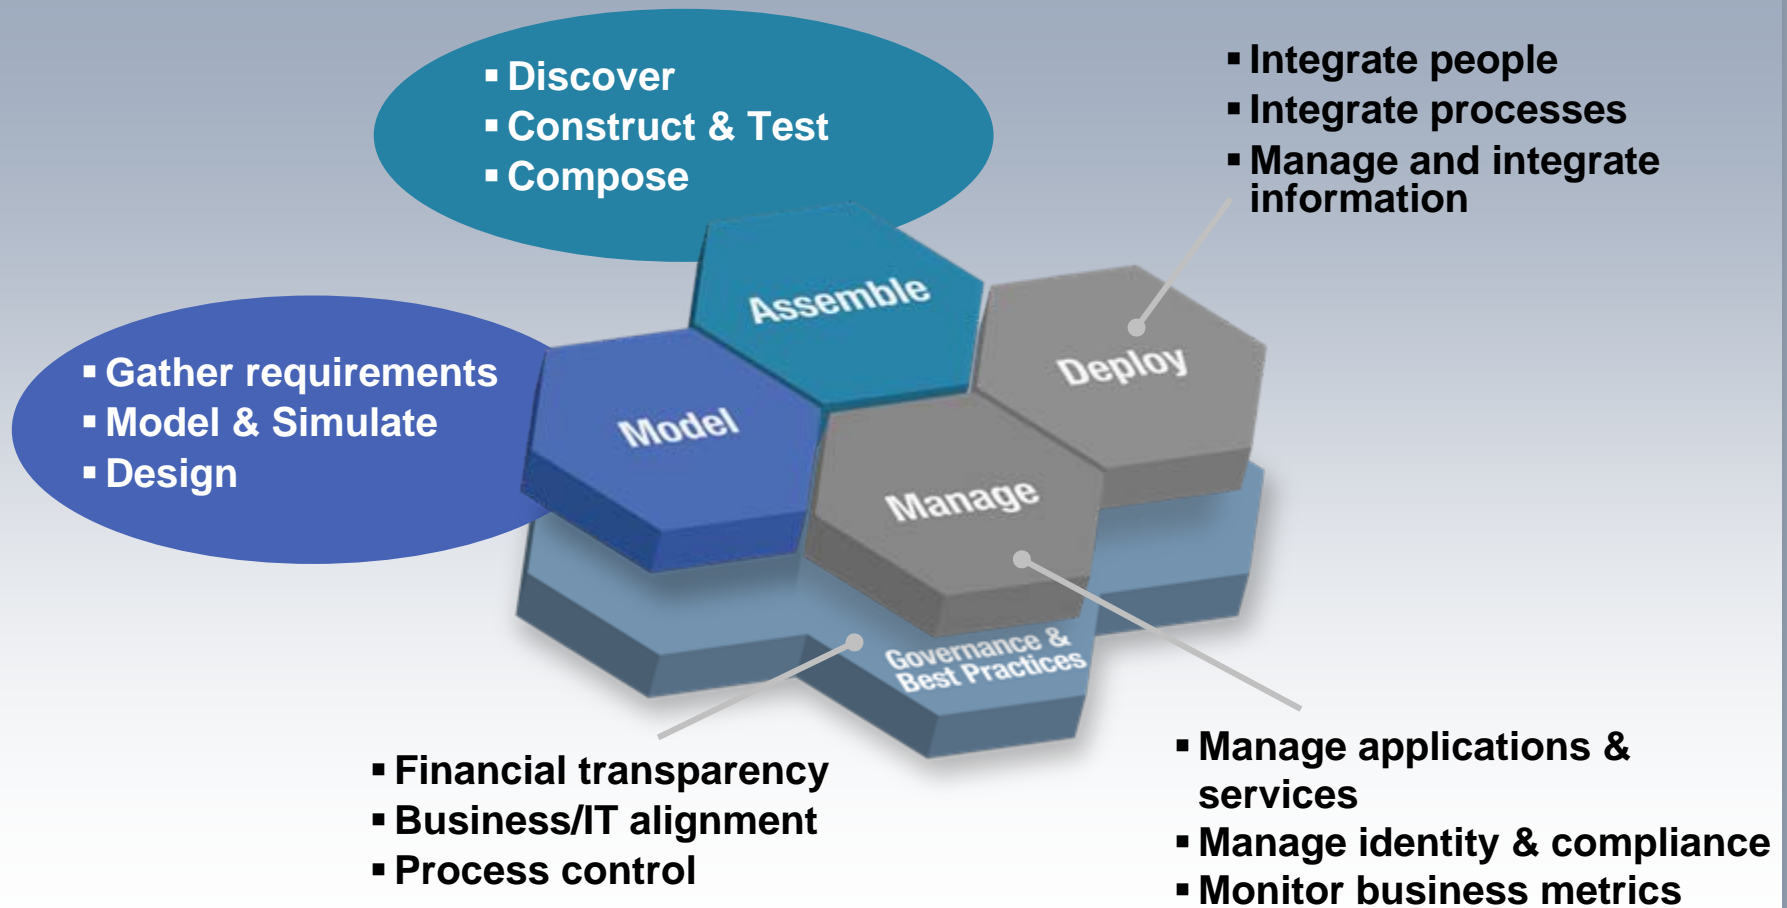 ▪ Discover
▪ Construct & Test
▪ Compose
▪ Integrate people
▪ Integrate processes
▪ Manage and integrate
information
Assemble
Deploy
▪ Gather requirements
▪ Model & Simulate
▪ Design
Model
Manage
Governance &
Best Practices
▪ Financial transparency
▪ Business/IT alignment
▪ Process control
▪ Manage applications &
services
▪ Manage identity & compliance
▪ Monitor business metrics